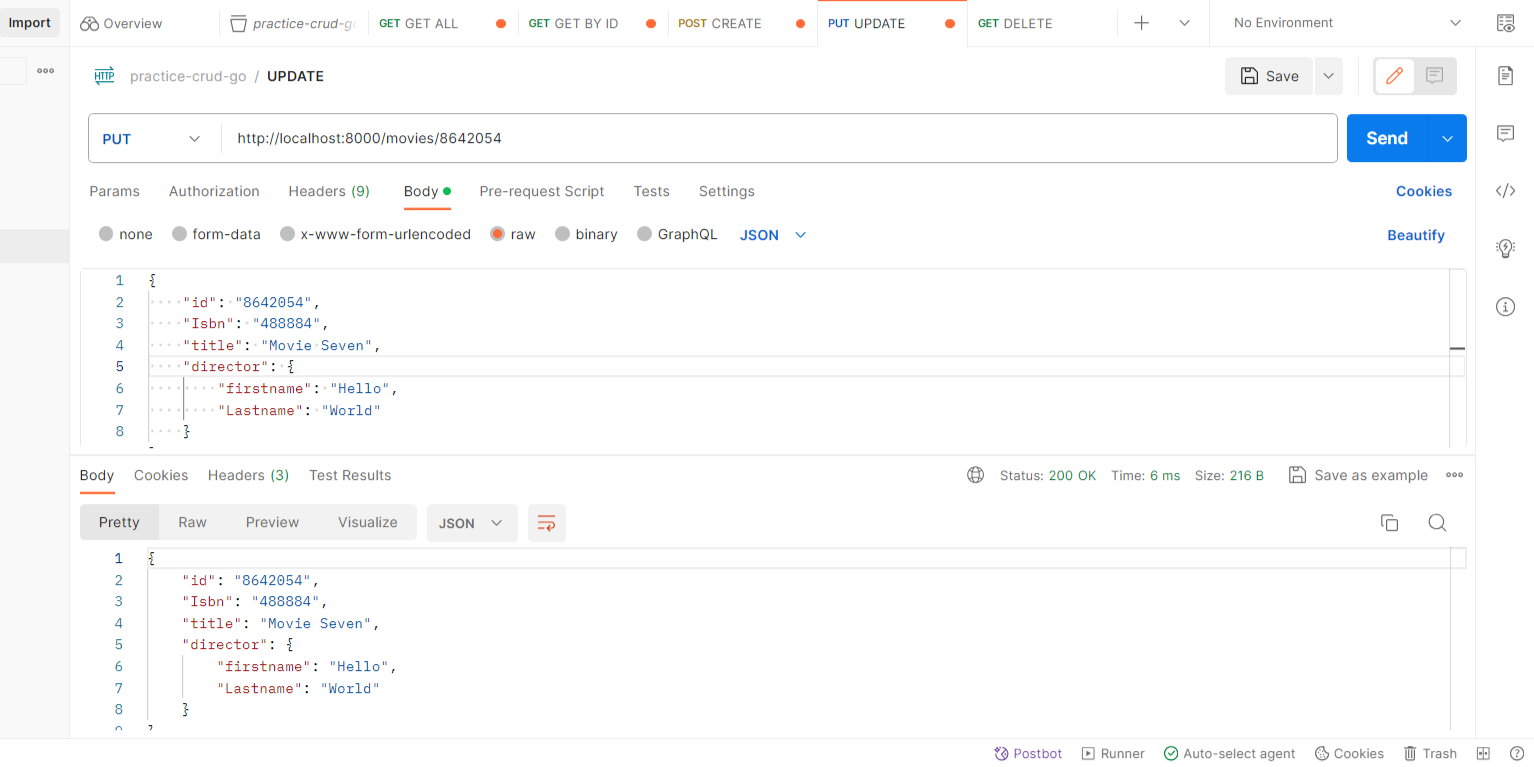 Import Overview practice-crud-go GET GET ALL GET GET BY ID POST CREATE PUT UPDATE GET DELETE No Environment
HTTP practice-crud-go / UPDATE Save
PUT http://localhost:8000/movies/8642054 Send
Params Authorization Headers (9) Body Pre-request Script Tests Settings Cookies
none form-data x-www-form-urlencoded raw binary GraphQL JSON Beautify
1 {
2 "id": "8642054",
3 "Isbn": "488884",
4 "title": "Movie Seven",
5 "director": {
6 "firstname": "Hello",
7 "Lastname": "World"
8 }
Body Cookies Headers (3) Test Results Status: 200 OK Time: 6 ms Size: 216 B Save as example
Pretty Raw Preview Visualize JSON
1 {
2 "id": "8642054",
3 "Isbn": "488884",
4 "title": "Movie Seven",
5 "director": {
6 "firstname": "Hello",
7 "Lastname": "World"
8 }
Postbot Runner Auto-select agent Cookies Trash